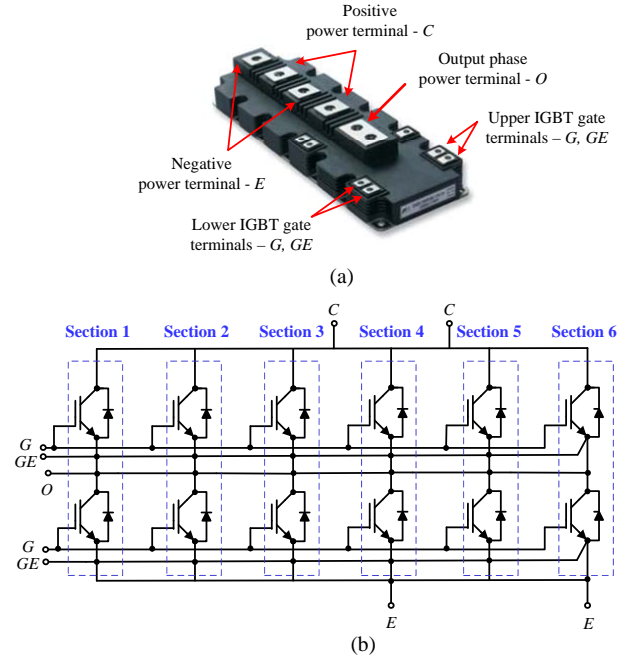 Positive
power terminal - C
Output phase
power terminal - O
Upper IGBT gate
terminals – G, GE
Negative
power terminal - E
Lower IGBT gate
terminals – G, GE
(a)
C C
Section 1 Section 2 Section 3 Section 4 Section 5 Section 6
G
GE
O
G
GE
E E
(b)